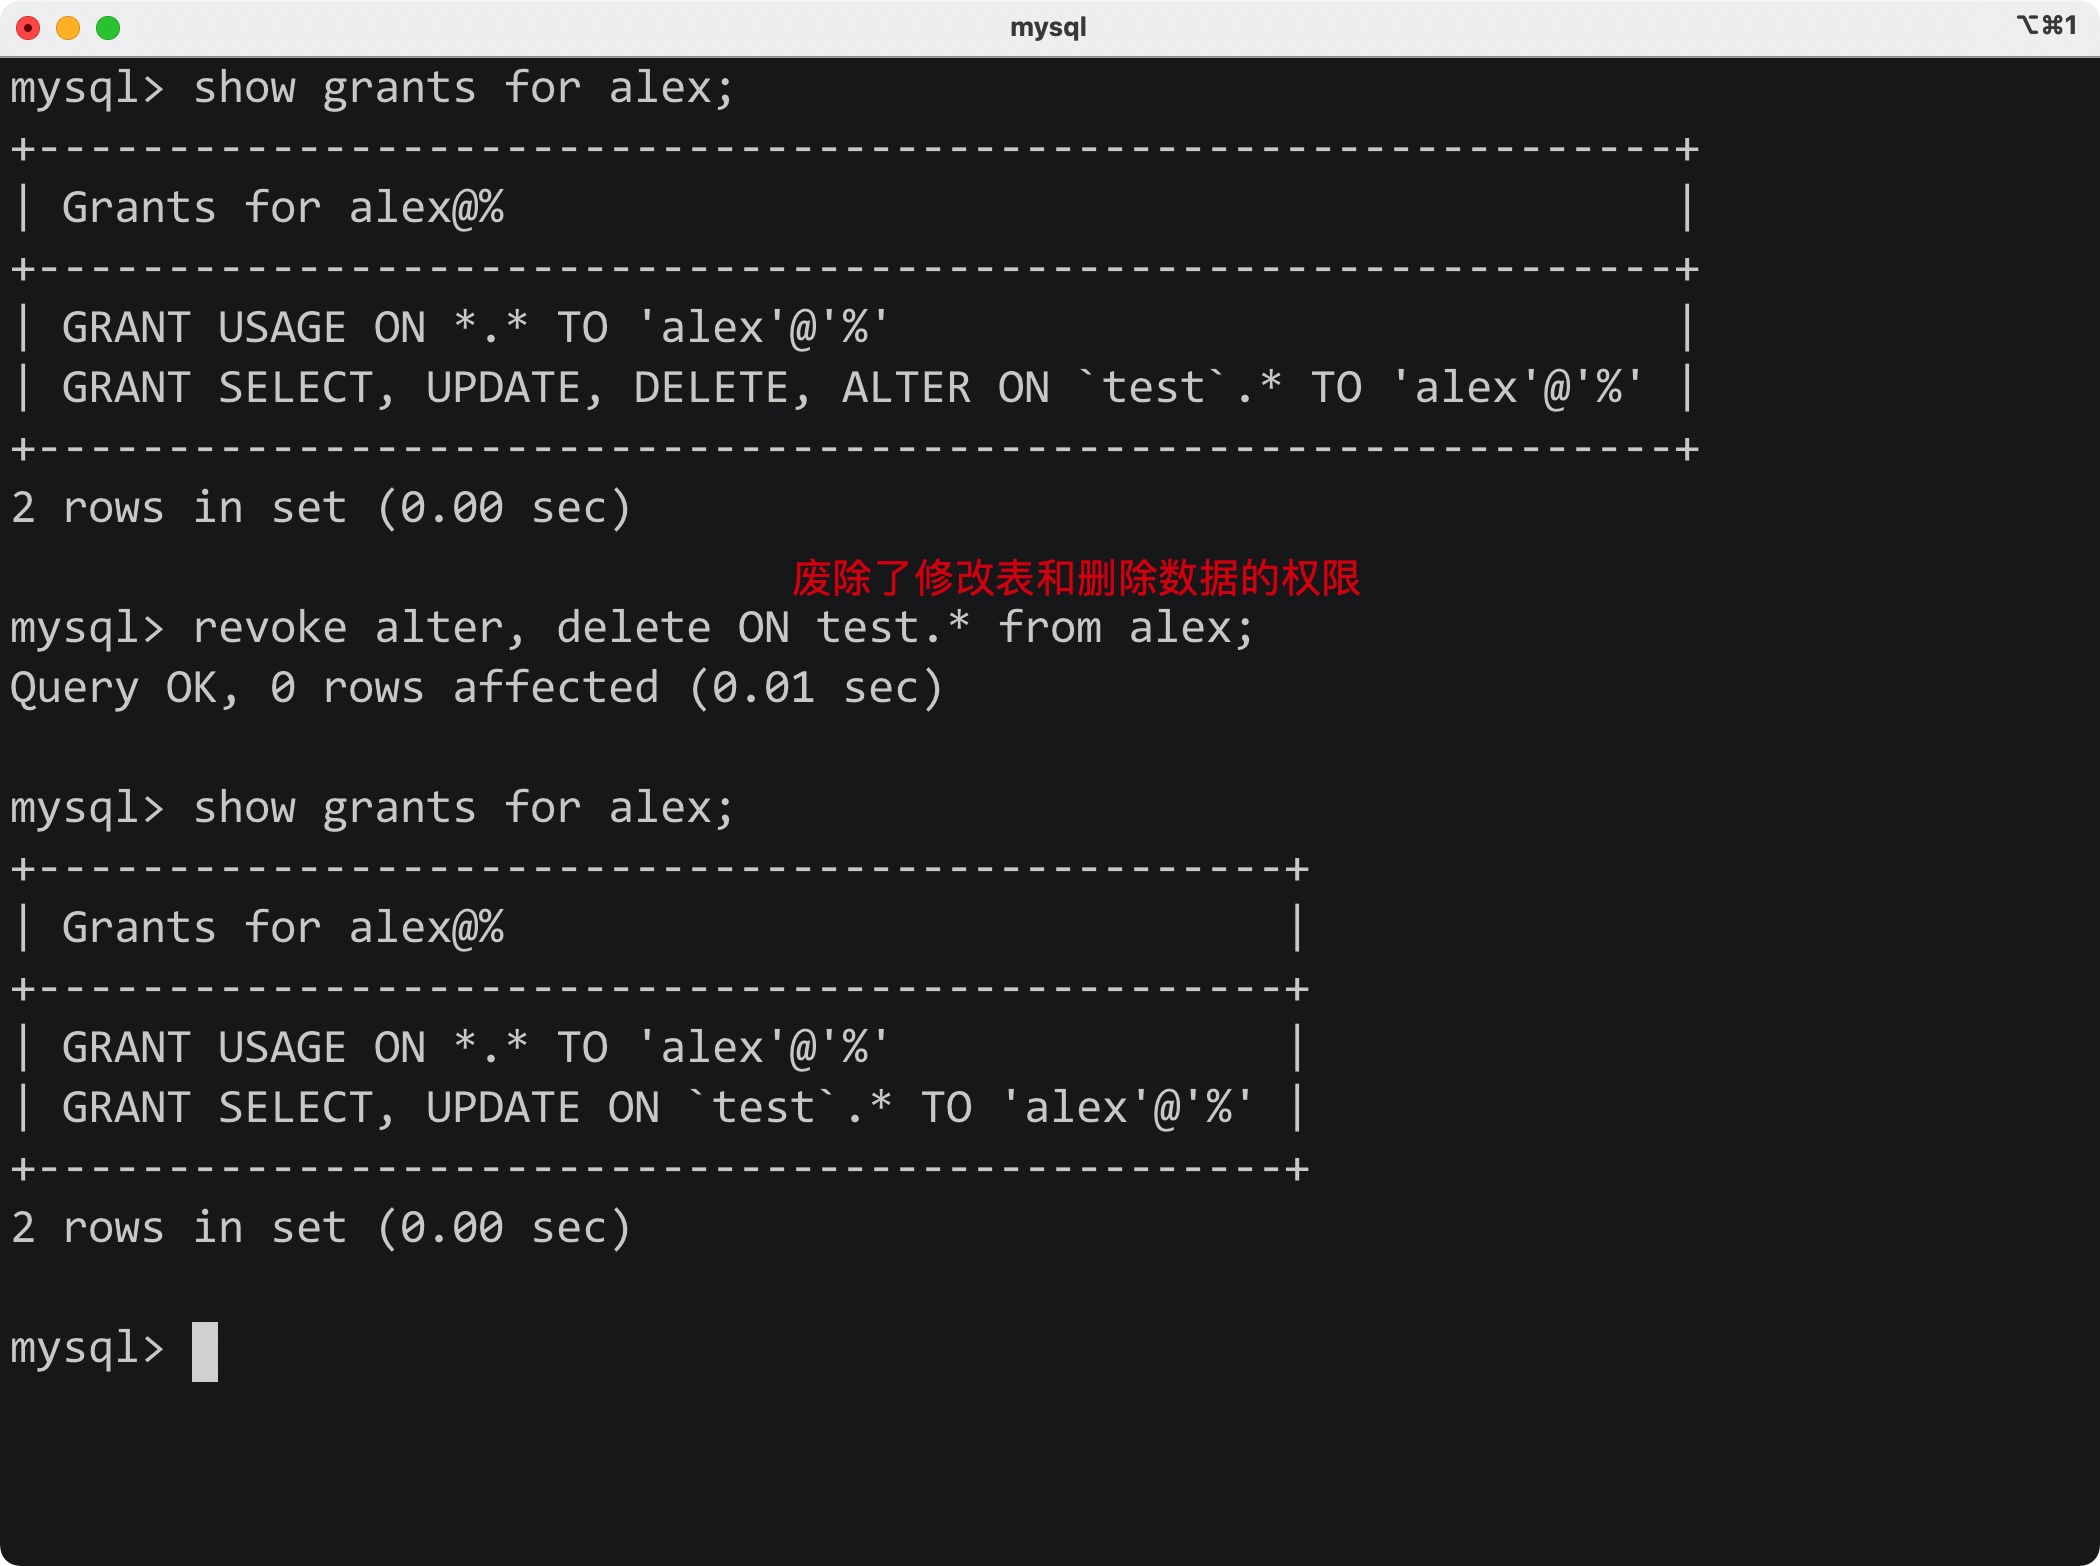 mysql
⌥⌘1
mysql> show grants for alex;
+---------------------------------------------------------------+
| Grants for alex@%                                             |
+---------------------------------------------------------------+
| GRANT USAGE ON *.* TO 'alex'@'%'                              |
| GRANT SELECT, UPDATE, DELETE, ALTER ON `test`.* TO 'alex'@'%' |
+---------------------------------------------------------------+
2 rows in set (0.00 sec)
废除了修改表和删除数据的权限
mysql> revoke alter, delete ON test.* from alex;
Query OK, 0 rows affected (0.01 sec)
mysql> show grants for alex;
+------------------------------------------------+
| Grants for alex@%                              |
+------------------------------------------------+
| GRANT USAGE ON *.* TO 'alex'@'%'               |
| GRANT SELECT, UPDATE ON `test`.* TO 'alex'@'%' |
+------------------------------------------------+
2 rows in set (0.00 sec)
mysql>